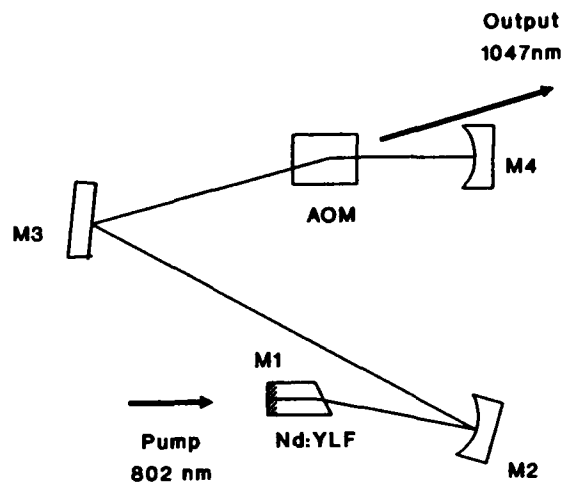 Output
1047nm
M4
AOM
M3
M1
Pump
802 nm
Nd:YLF
M2